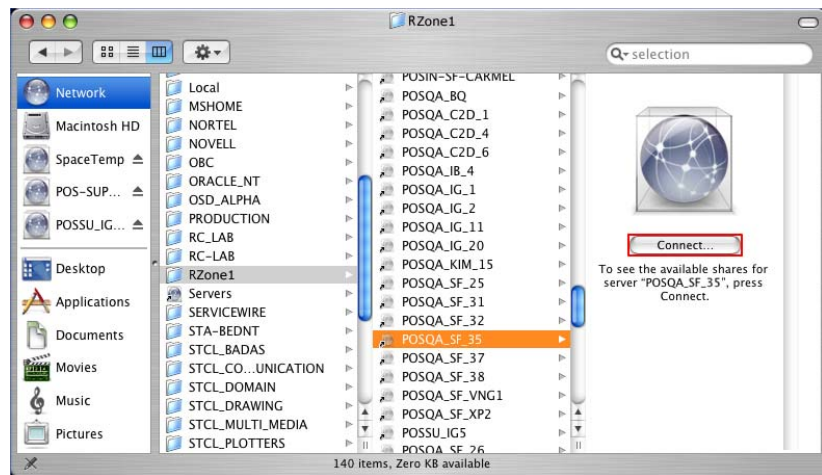 RZone1
selection
Network
Macintosh HD
SpaceTemp
POS-SUP...
POSSU_IG...
Desktop
Applications
Documents
Movies
Music
Pictures
Local
MSHOME
NORTEL
NOVELL
OBC
ORACLE_NT
OSD_ALPHA
PRODUCTION
RC_LAB
RC-LAB
RZone1
Servers
SERVICEWIRE
STA-BEDNT
STCL_BADAS
STCL_CO...UNICATION
STCL_DOMAIN
STCL_DRAWING
STCL_MULTI_MEDIA
STCL_PLOTTERS
POSIN-SF-CARMEL
POSQA_BQ
POSQA_C2D_1
POSQA_C2D_4
POSQA_C2D_6
POSQA_IB_4
POSQA_IG_1
POSQA_IG_2
POSQA_IG_11
POSQA_IG_20
POSQA_KIM_15
POSQA_SF_25
POSQA_SF_31
POSQA_SF_32
POSQA_SF_35
POSQA_SF_37
POSQA_SF_38
POSQA_SF_VNG1
POSQA_SF_XP2
POSSU_IG5
POSQA_SF_26
Connect...
To see the available shares for
server "POSQA_SF_35", press
Connect.
140 items, Zero KB available